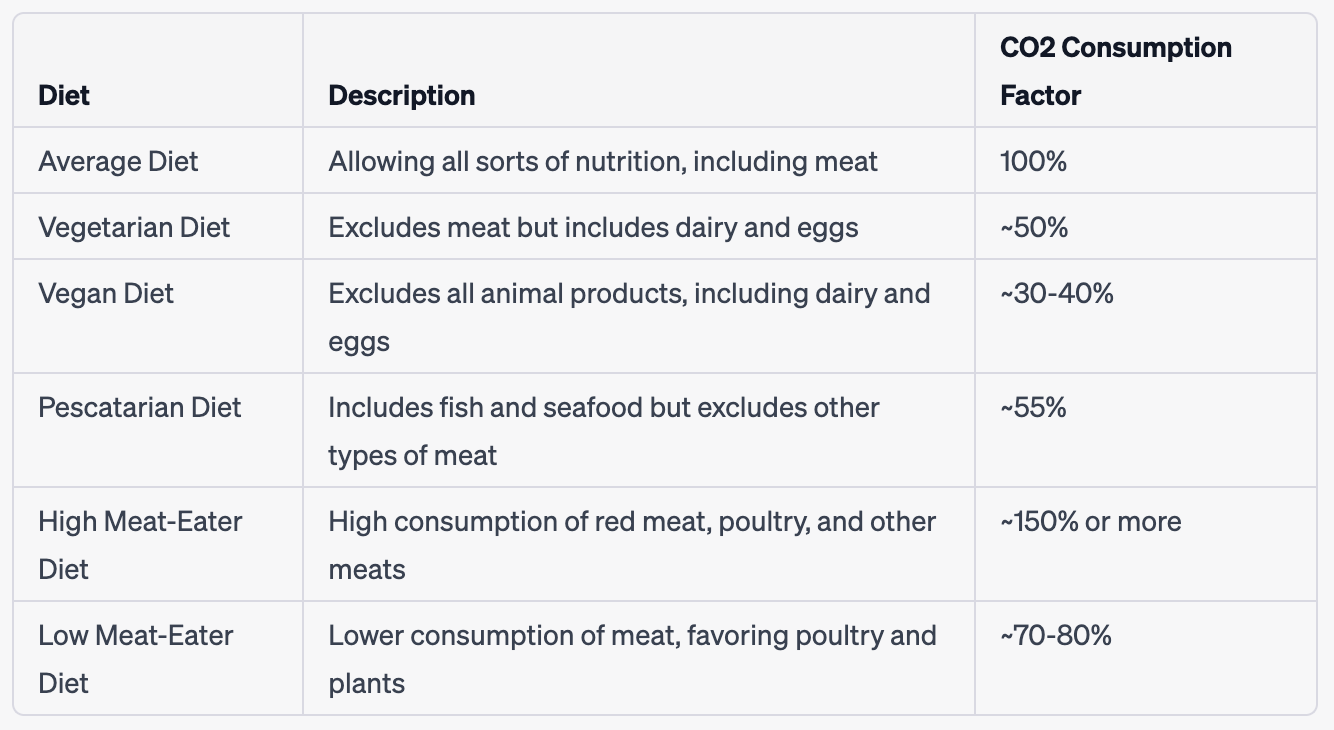 Diet Description CO2 Consumption
Factor
Average Diet Allowing all sorts of nutrition, including meat 100%
Vegetarian Diet Excludes meat but includes dairy and eggs ~50%
Vegan Diet Excludes all animal products, including dairy and ~30-40%
eggs
Pescatarian Diet Includes fish and seafood but excludes other ~55%
types of meat
High Meat-Eater High consumption of red meat, poultry, and other ~150% or more
Diet meats
Low Meat-Eater Lower consumption of meat, favoring poultry and ~70-80%
Diet plants